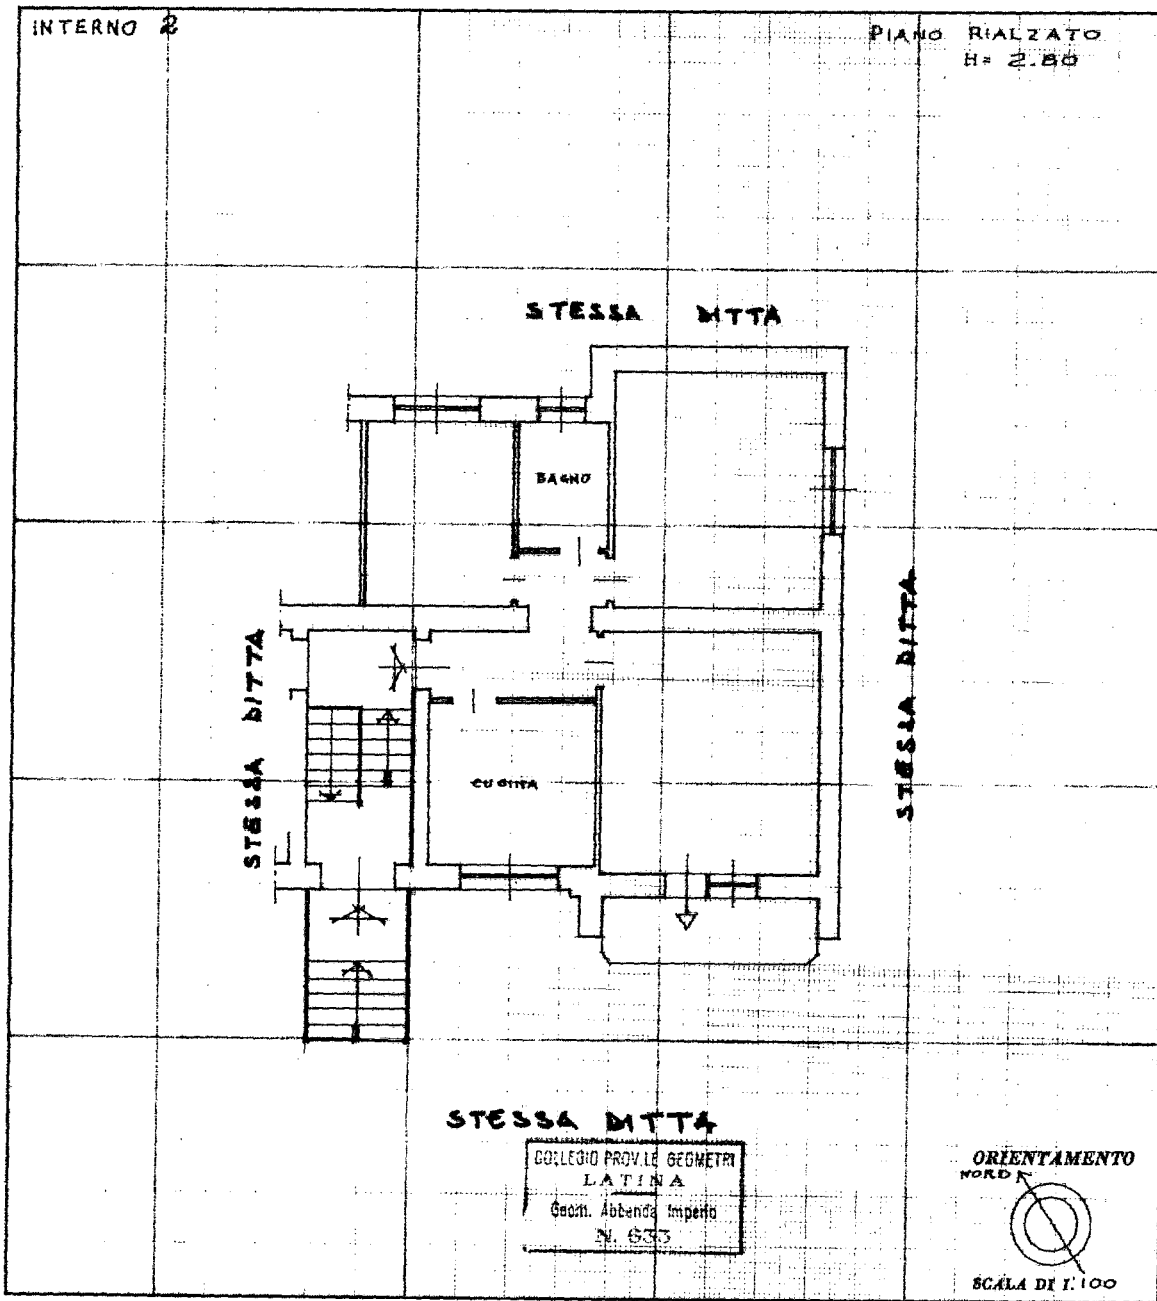 INTERNO 2
PIANO RIALZATO
H= 2.80
STESSA DITTA
BAGNO
STESSA DITTA
STESSA DITTA
CUCINA
STESSA DITTA
COLLEGIO PROV.LE GEOMETRI
LATINA
Geom. Abbenda Imperio
N. 633
ORIENTAMENTO
NORD
SCALA DI 1:100